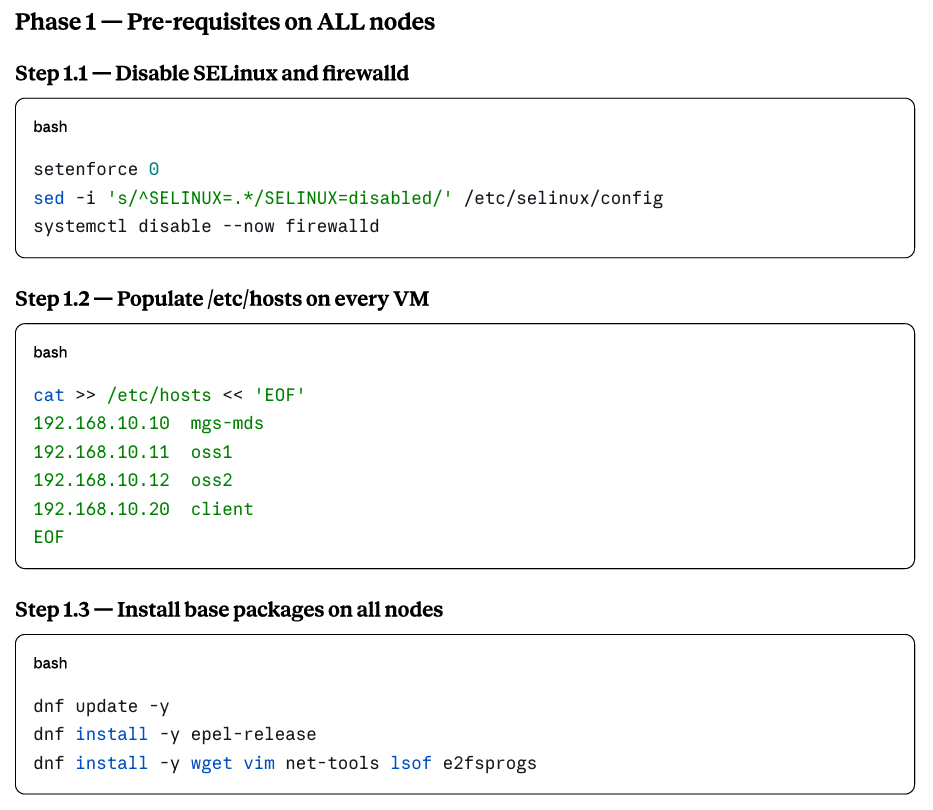 Phase 1 — Pre-requisites on ALL nodes
Step 1.1 — Disable SELinux and firewalld
bash
setenforce 0
sed -i 's/^SELINUX=.*/SELINUX=disabled/' /etc/selinux/config
systemctl disable --now firewalld
Step 1.2 — Populate /etc/hosts on every VM
bash
cat >> /etc/hosts << 'EOF'
192.168.10.10  mgs-mds
192.168.10.11  oss1
192.168.10.12  oss2
192.168.10.20  client
EOF
Step 1.3 — Install base packages on all nodes
bash
dnf update -y
dnf install -y epel-release
dnf install -y wget vim net-tools lsof e2fsprogs